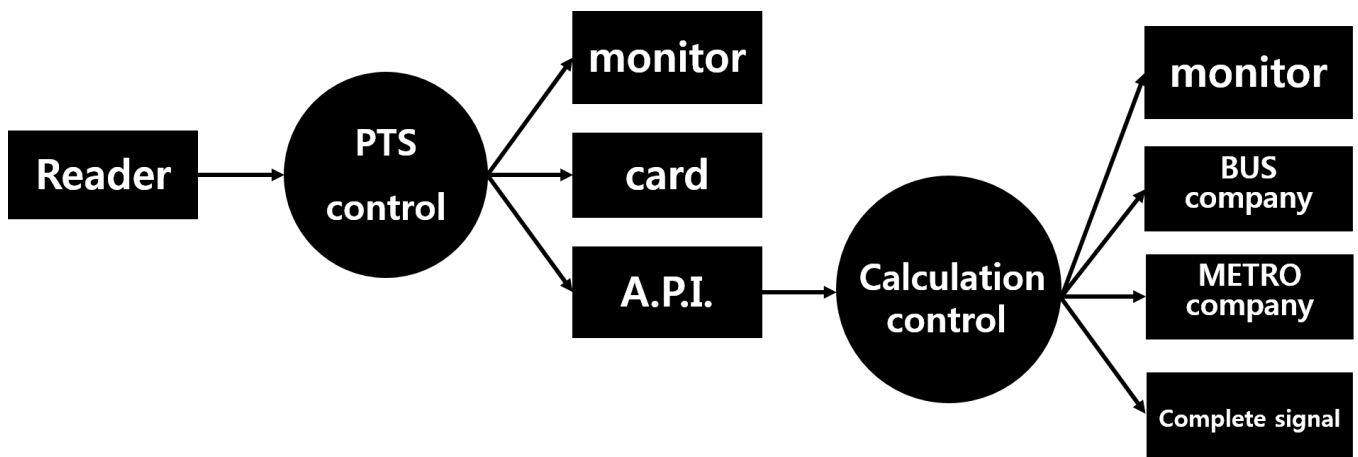 Reader
PTS
control
monitor
card
A.P.I.
Calculation
control
monitor
BUS
company
METRO
company
Complete signal